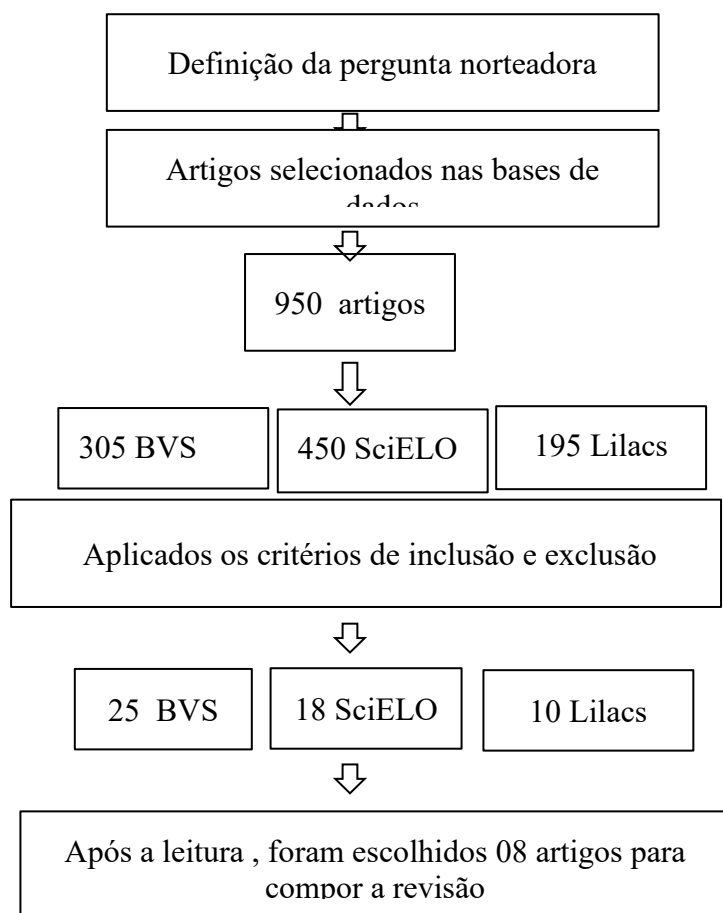 Definição da pergunta norteadora
Artigos selecionados nas bases de
dados
950 artigos
305 BVS
450 SciELO
195 Lilacs
Aplicados os critérios de inclusão e exclusão
25 BVS
18 SciELO
10 Lilacs
Após a leitura , foram escolhidos 08 artigos para
compor a revisão